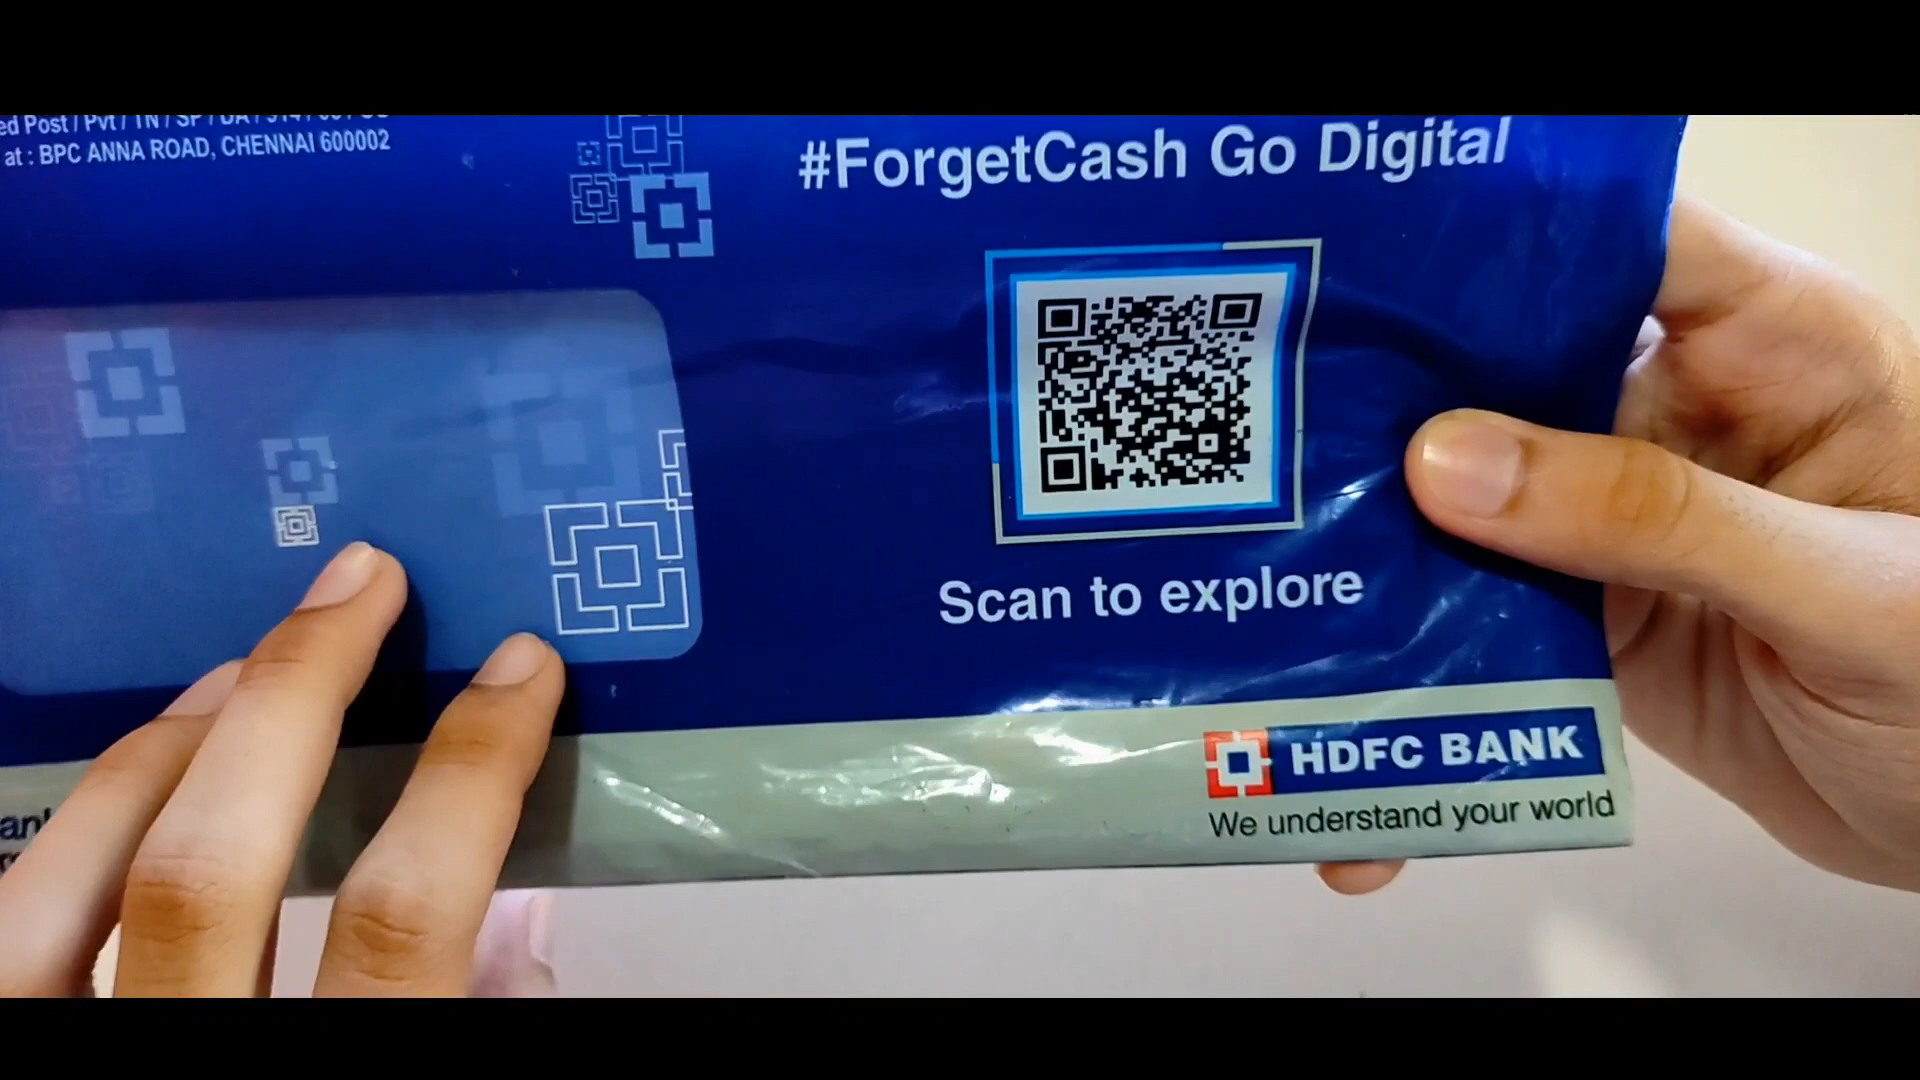 ed Post / Pvt / TN / SP /
at : BPC ANNA ROAD, CHENNAI 600002
#ForgetCash Go Digital
Scan to explore
HDFC BANK
We understand your world